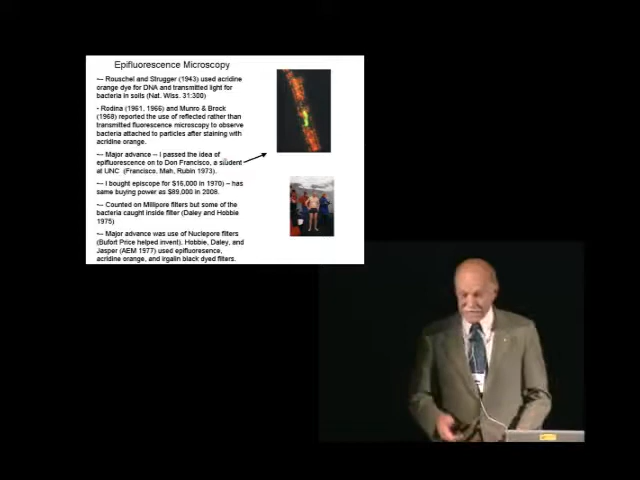 Epifluorescence Microscopy
~- Rouschel and Strugger (1943) used acridine
orange dye for DNA and transmitted light for
bacteria in soils (Nat. Wiss. 31:300)
- Rodina (1961, 1966) and Munro & Brock
(1968) reported the use of reflected rather than
transmitted fluorescence microscopy to observe
bacteria attached to particles after staining with
acridine orange.
~- Major advance – I passed the idea of
epifluorescence on to Don Francisco, a student
at UNC (Francisco, Mah, Rubin 1973).
~- I bought episcope for $16,000 in 1970) – has
same buying power as $89,000 in 2008.
~- Counted on Millipore filters but some of the
bacteria caught inside filter (Daley and Hobbie
1975)
~- Major advance was use of Nuclepore filters
(Bufort Price helped invent). Hobbie, Daley, and
Jasper (AEM 1977) used epifluorescence,
acridine orange, and irgalin black dyed filters.